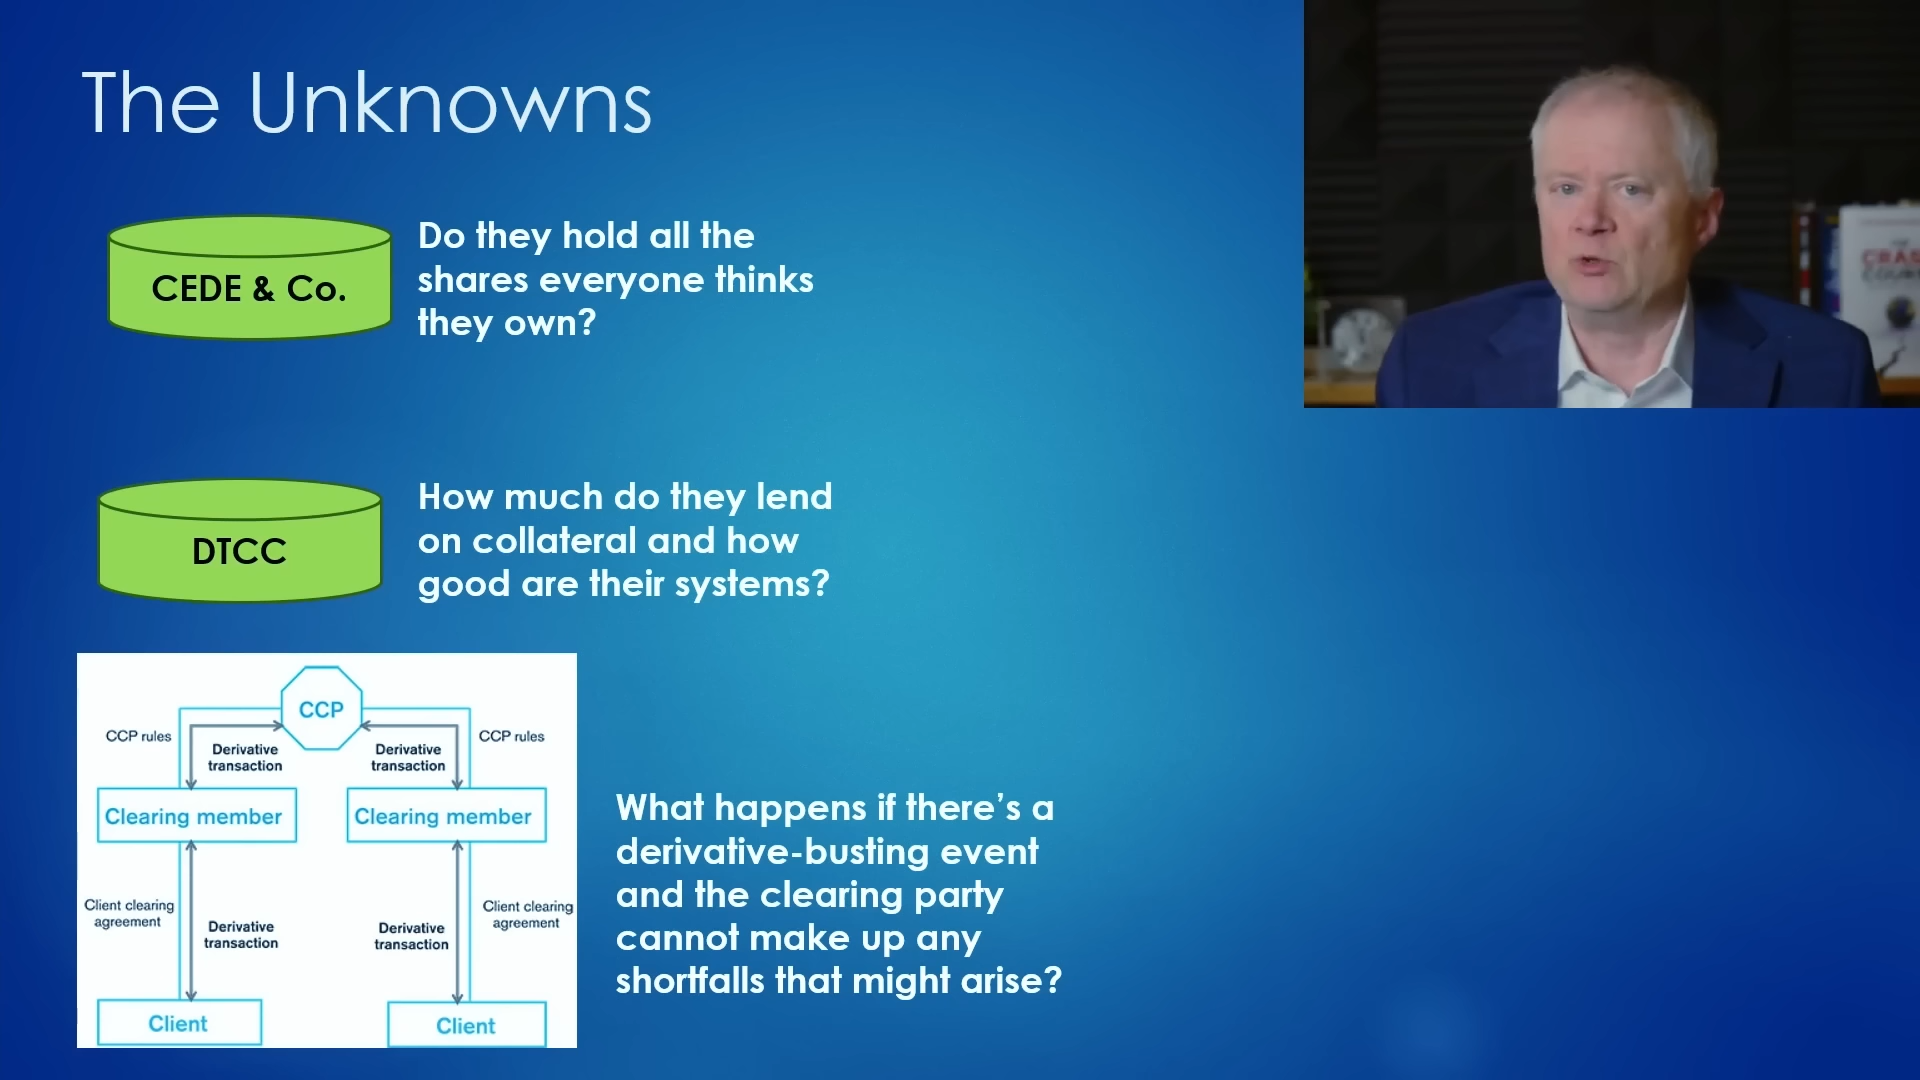 The Unknowns
CEDE & Co.
Do they hold all the
shares everyone thinks
they own?
DTCC
How much do they lend
on collateral and how
good are their systems?
CCP
CCP rules
CCP rules
Derivative
transaction
Derivative
transaction
Clearing member
Clearing member
Client clearing
agreement
Derivative
transaction
Derivative
transaction
Client clearing
agreement
Client
Client
What happens if there’s a
derivative-busting event
and the clearing party
cannot make up any
shortfalls that might arise?